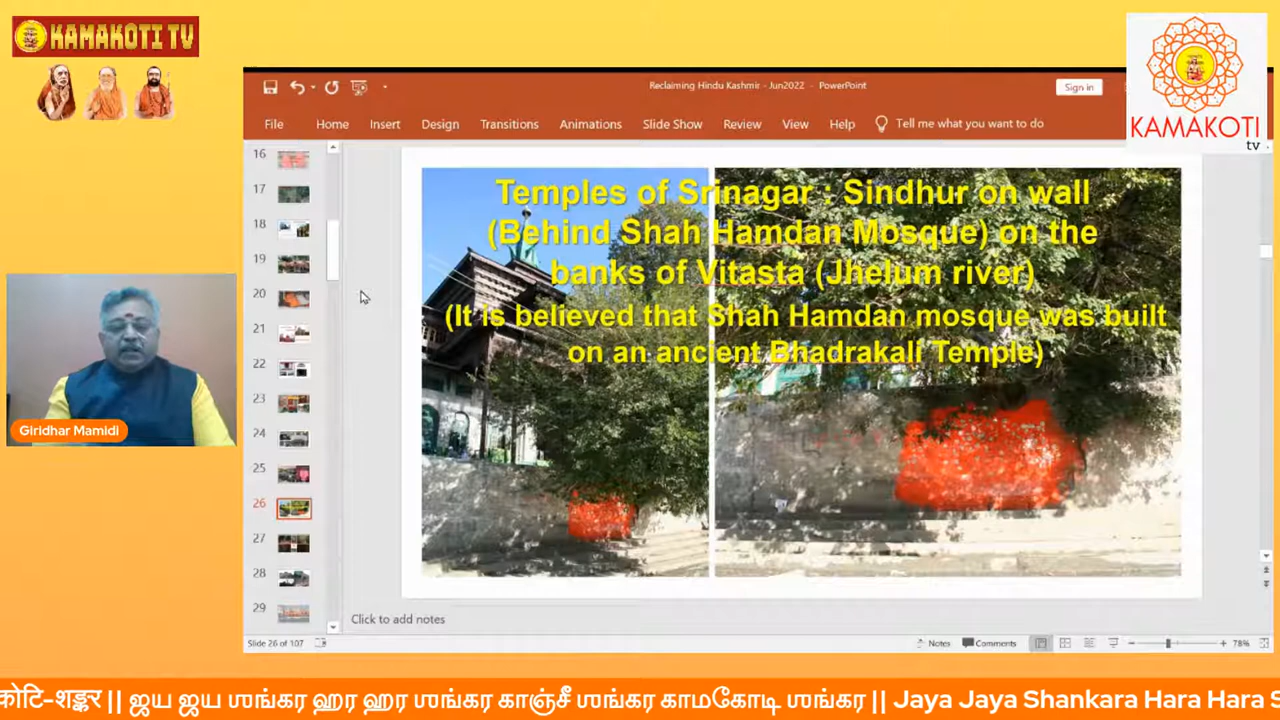 KAMAKOTI TV
KAMAKOTI
tv
Reclaiming Hindu Kashmir - Jun2022 - PowerPoint
Sign in
File Home Insert Design Transitions Animations Slide Show Review View Help Tell me what you want to do
16
17
18
19
20
21
22
23
24
25
26
27
28
29
Temples of Srinagar : Sindhur on wall
(Behind Shah Hamdan Mosque) on the
banks of Vitasta (Jhelum river)
(It is believed that Shah Hamdan mosque was built
on an ancient Bhadrakali Temple)
Giridhar Mamidi
Click to add notes
Slide 26 of 107
Notes Comments 78%
कोटि-शङ्कर || ஜய ஜய ஶங்கர ஹர ஹர ஶங்கர காஞ்சீ ஶங்கர காமகோடி ஶங்கர || Jaya Jaya Shankara Hara Hara S